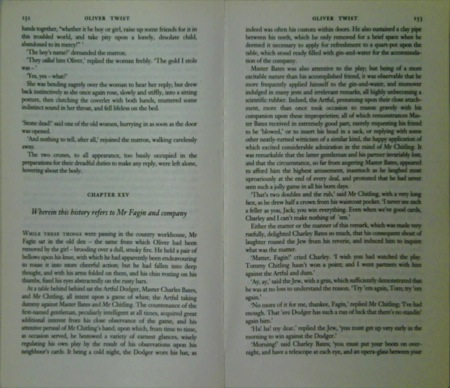 152 OLIVER TWIST
hands together, "whether it be boy or girl, raise up some friends for it in
this troubled world, and take pity upon a lonely, desolate child,
abandoned to its mercy!" '
'The boy's name?' demanded the matron.
'They called him Oliver,' replied the woman feebly. 'The gold I stole
was – '
'Yes, yes – what?'
She was bending eagerly over the woman to hear her reply; but drew
back instinctively as she once again rose, slowly and stiffly, into a sitting
posture; then clutching the coverlet with both hands, muttered some
indistinct sound in her throat, and fell lifeless on the bed.
'Stone dead!' said one of the old women, hurrying in as soon as the door
was opened.
'And nothing to tell, after all,' rejoined the matron, walking carelessly
away.
The two crones, to all appearance, too busily occupied in the
preparations for their dreadful duties to make any reply, were left alone,
hovering about the body.
CHAPTER XXV
Wherein this history refers to Mr Fagin and company
WHILE THESE THINGS were passing in the country workhouse, Mr
Fagin sat in the old den – the same from which Oliver had been
removed by the girl – brooding over a dull, smoky fire. He held a pair of
bellows upon his knee, with which he had apparently been endeavouring
to rouse it into more cheerful action; but he had fallen into deep
thought, and with his arms folded on them, and his chin resting on his
thumbs, fixed his eyes abstractedly on the rusty bars.
At a table behind him sat the Artful Dodger, Master Charles Bates,
and Mr Chitling, all intent upon a game of whist; the Artful taking
dummy against Master Bates and Mr Chitling. The countenance of the
first-named gentleman, peculiarly intelligent at all times, acquired great
additional interest from his close observance of the game, and his
attentive perusal of Mr Chitling's hand; upon which, from time to time,
as occasion served, he bestowed a variety of earnest glances, wisely
regulating his own play by the result of his observations upon his
neighbour's cards. It being a cold night, the Dodger wore his hat, as
OLIVER TWIST 153
indeed was often his custom within doors. He also sustained a clay pipe
between his teeth, which he only removed for a brief space when he
deemed it necessary to apply for refreshment to a quart-pot upon the
table, which stood ready filled with gin-and-water for the accommoda-
tion of the company.
Master Bates was also attentive to the play; but being of a more
excitable nature than his accomplished friend, it was observable that he
more frequently applied himself to the gin-and-water, and moreover
indulged in many jests and irrelevant remarks, all highly unbecoming a
scientific rubber. Indeed, the Artful, presuming upon their close attach-
ment, more than once took occasion to reason gravely with his
companion upon these improprieties; all of which remonstrances Mas-
ter Bates received in extremely good part, merely requesting his friend
to be 'blowed,' or to insert his head in a sack, or replying with some
other neatly-turned witticism of a similar kind, the happy application of
which excited considerable admiration in the mind of Mr Chitling. It
was remarkable that the latter gentleman and his partner invariably lost,
and that the circumstance, so far from angering Master Bates, appeared
to afford him the highest amusement, inasmuch as he laughed most
uproariously at the end of every deal, and protested that he had never
seen such a jolly game in all his born days.
'That's two doubles and the rub,' said Mr Chitling, with a very long
face, as he drew half a crown from his waistcoat pocket. 'I never see such
a feller as you, Jack; you win everything. Even when we've good cards,
Charley and I can't make nothing of 'em.'
Either the matter or the manner of this remark, which was made very
ruefully, delighted Charley Bates so much, that his consequent shout of
laughter roused the Jew from his reverie, and induced him to inquire
what was the matter.
'Matter, Fagin!' cried Charley. 'I wish you had watched the play.
Tommy Chitling hasn't won a point; and I went partners with him
against the Artful and dum.'
'Ay, ay,' said the Jew, with a grin, which sufficiently demonstrated that
he was at no loss to understand the reason. 'Try 'em again, Tom; try 'em
again.'
'No more of it for me, thankee, Fagin,' replied Mr Chitling; 'I've had
enough. That 'ere Dodger has such a run of luck that there's no standin'
again him.'
'Ha! ha! my dear,' replied the Jew, 'you must get up very early in the
morning to win against the Dodger.'
'Morning!' said Charley Bates; 'you must put your boots on over-
night, and have a telescope at each eye, and an opera-glass between your